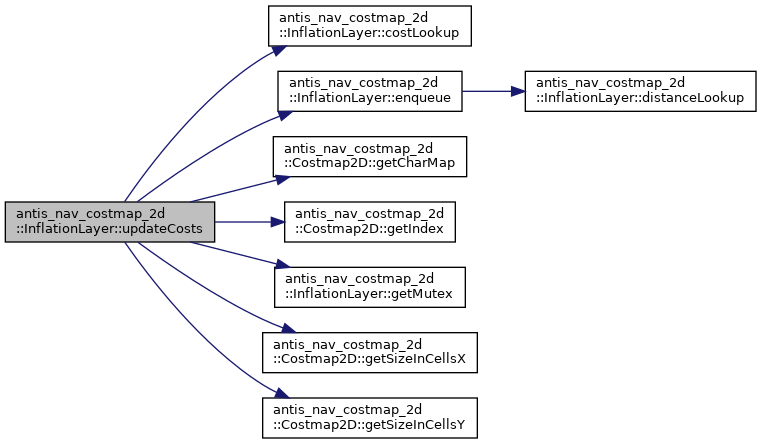 antis_nav_costmap_2d
::InflationLayer::updateCosts
antis_nav_costmap_2d
::InflationLayer::costLookup
antis_nav_costmap_2d
::InflationLayer::enqueue
antis_nav_costmap_2d
::InflationLayer::distanceLookup
antis_nav_costmap_2d
::Costmap2D::getCharMap
antis_nav_costmap_2d
::Costmap2D::getIndex
antis_nav_costmap_2d
::InflationLayer::getMutex
antis_nav_costmap_2d
::Costmap2D::getSizeInCellsX
antis_nav_costmap_2d
::Costmap2D::getSizeInCellsY